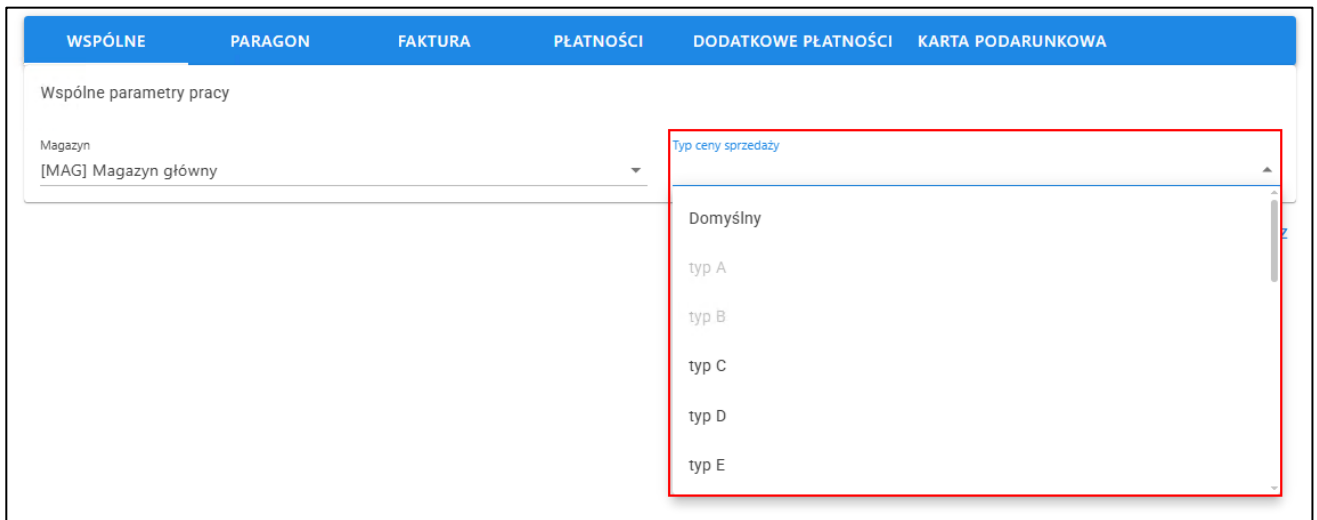 WSPÓLNE PARAGON FAKTURA PŁATNOŚCI DODATKOWE PŁATNOŚCI KARTA PODARUNKOWA
Wspólne parametry pracy
Magazyn
[MAG] Magazyn główny
Typ ceny sprzedaży
Domyślny
typ A
typ B
typ C
typ D
typ E